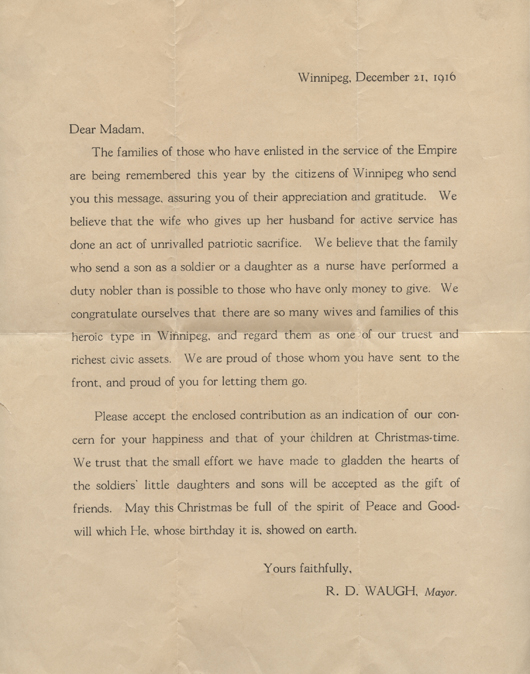 Winnipeg, December 21, 1916
Dear Madam,
The families of those who have enlisted in the service of the Empire
are being remembered this year by the citizens of Winnipeg who send
you this message, assuring you of their appreciation and gratitude. We
believe that the wife who gives up her husband for active service has
done an act of unrivalled patriotic sacrifice. We believe that the family
who send a son as a soldier or a daughter as a nurse have performed a
duty nobler than is possible to those who have only money to give. We
congratulate ourselves that there are so many wives and families of this
heroic type in Winnipeg, and regard them as one of our truest and
richest civic assets. We are proud of those whom you have sent to the
front, and proud of you for letting them go.
Please accept the enclosed contribution as an indication of our con-
cern for your happiness and that of your children at Christmas-time.
We trust that the small effort we have made to gladden the hearts of
the soldiers' little daughters and sons will be accepted as the gift of
friends. May this Christmas be full of the spirit of Peace and Good-
will which He, whose birthday it is, showed on earth.
Yours faithfully,
R. D. WAUGH, Mayor.